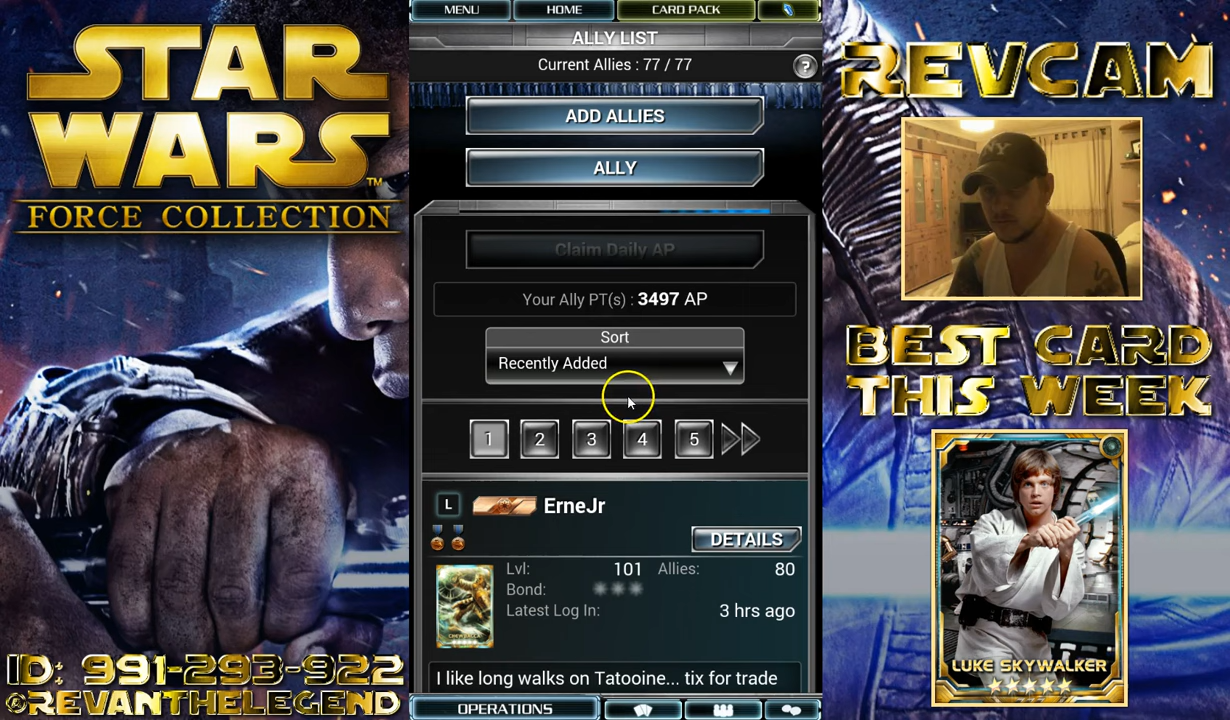 STAR
WARS
TM
FORCE COLLECTION
ID: 991-293-922
@REVANTHELEGEND
MENU HOME CARD PACK
ALLY LIST
Current Allies : 77 / 77 ?
ADD ALLIES
ALLY
Claim Daily AP
Your Ally PT(s) : 3497 AP
Sort
Recently Added
1 2 3 4 5
L ErneJr
DETAILS
Lvl: 101 Allies: 80
Bond:
Latest Log In: 3 hrs ago
CHEWBACCA
I like long walks on Tatooine... tix for trade
OPERATIONS
REVCAM
NY
BEST CARD
THIS WEEK
LUKE SKYWALKER